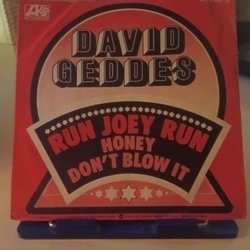 DAVID
GEDDES
RUN JOEY RUN
HONEY
DON'T BLOW IT